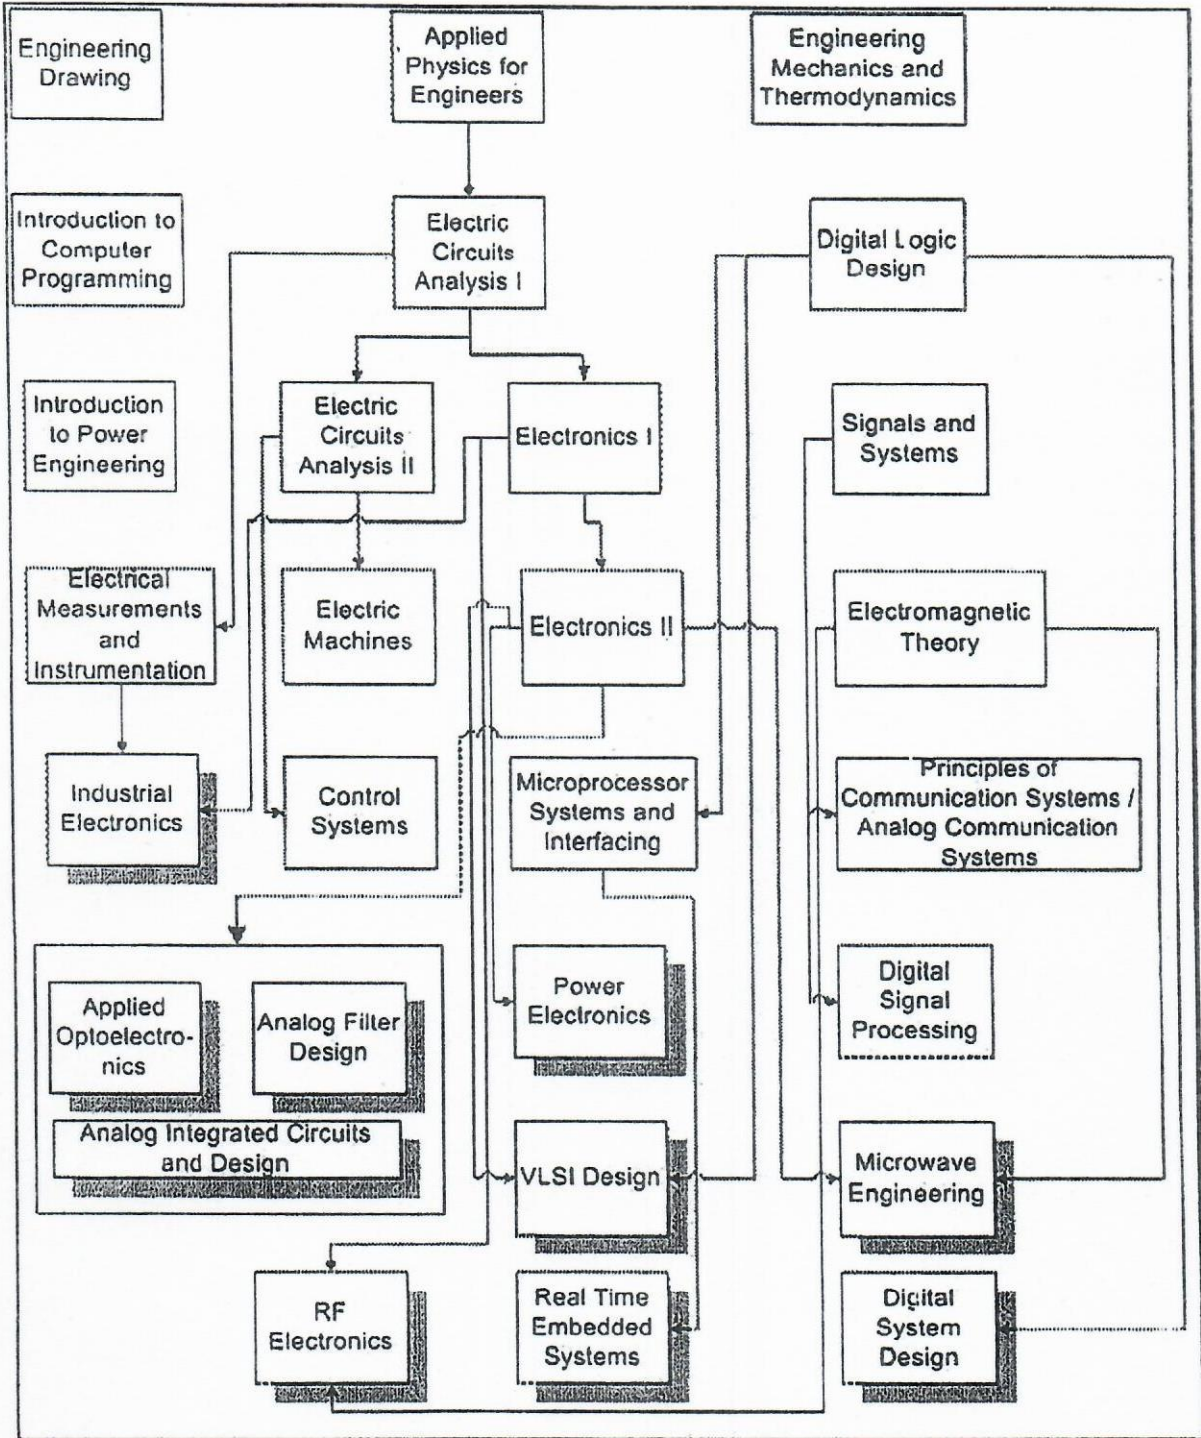 Engineering
Drawing
Applied
Physics for
Engineers
Engineering
Mechanics and
Thermodynamics
Introduction to
Computer
Programming
Electric
Circuits
Analysis I
Digital Logic
Design
Introduction
to Power
Engineering
Electric
Circuits
Analysis II
Electronics I
Signals and
Systems
Electrical
Measurements
and
Instrumentation
Electric
Machines
Electronics II
Electromagnetic
Theory
Industrial
Electronics
Control
Systems
Microprocessor
Systems and
Interfacing
Principles of
Communication Systems /
Analog Communication
Systems
Applied
Optoelectro-
nics
Analog Filter
Design
Power
Electronics
Digital
Signal
Processing
Analog Integrated Circuits
and Design
VLSI Design
Microwave
Engineering
RF
Electronics
Real Time
Embedded
Systems
Digital
System
Design